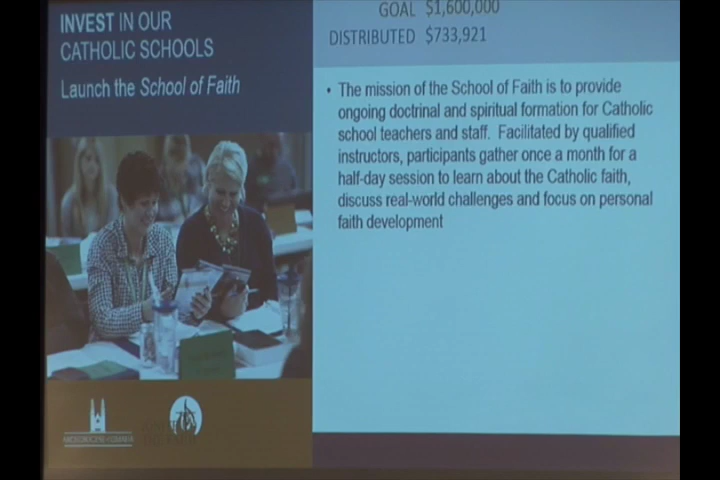 INVEST IN OUR
CATHOLIC SCHOOLS
Launch the School of Faith
GOAL $1,600,000
DISTRIBUTED $733,921
• The mission of the School of Faith is to provide
ongoing doctrinal and spiritual formation for Catholic
school teachers and staff. Facilitated by qualified
instructors, participants gather once a month for a
half-day session to learn about the Catholic faith,
discuss real-world challenges and focus on personal
faith development